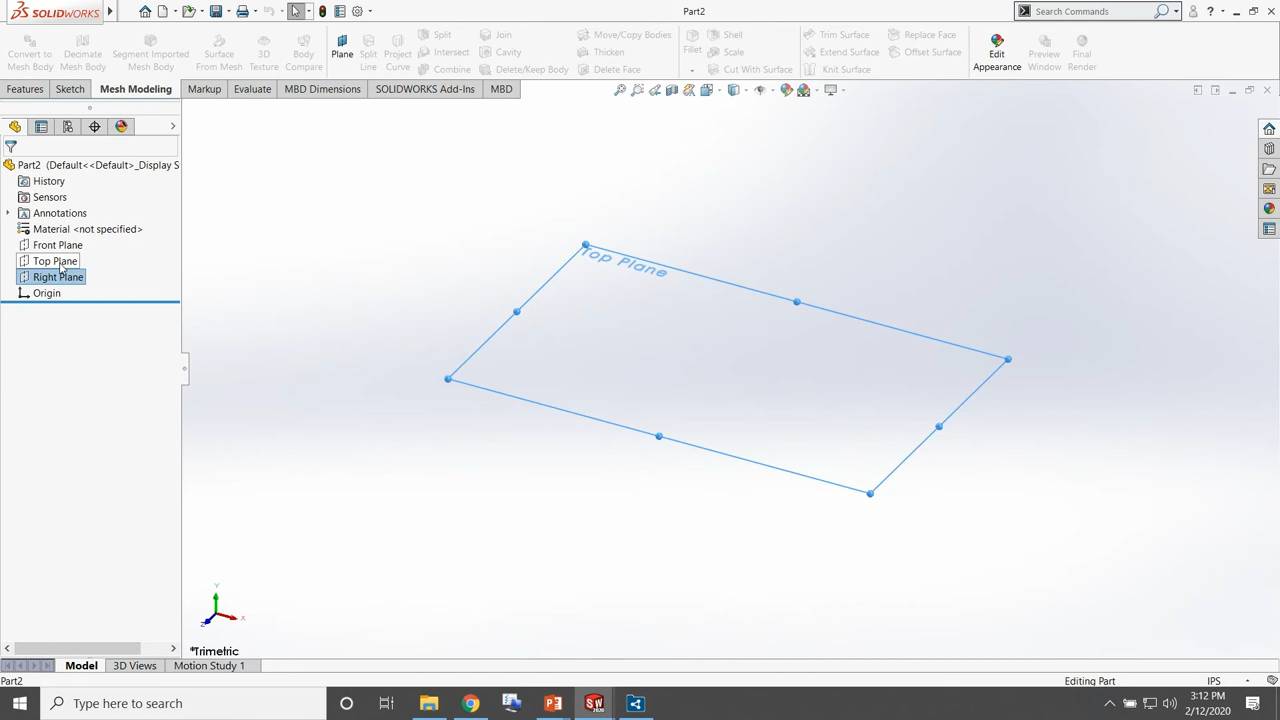 SOLIDWORKS
Part2
Search Commands
Convert to Mesh Body
Decimate Mesh Body
Segment Imported Mesh Body
Surface From Mesh
3D Texture
Body Compare
Plane
Split Line
Project Curve
Split
Intersect
Combine
Join
Cavity
Delete/Keep Body
Move/Copy Bodies
Thicken
Delete Face
Fillet
Shell
Scale
Cut With Surface
Trim Surface
Extend Surface
Knit Surface
Replace Face
Offset Surface
Edit Appearance
Preview Window
Final Render
Features
Sketch
Mesh Modeling
Markup
Evaluate
MBD Dimensions
SOLIDWORKS Add-Ins
MBD
Part2 (Default<<Default>_Display S
History
Sensors
Annotations
Material <not specified>
Front Plane
Top Plane
Right Plane
Origin
Top Plane
Y
X
Z
*Trimetric
Model
3D Views
Motion Study 1
Part2
Editing Part
IPS
Type here to search
3:12 PM
2/12/2020